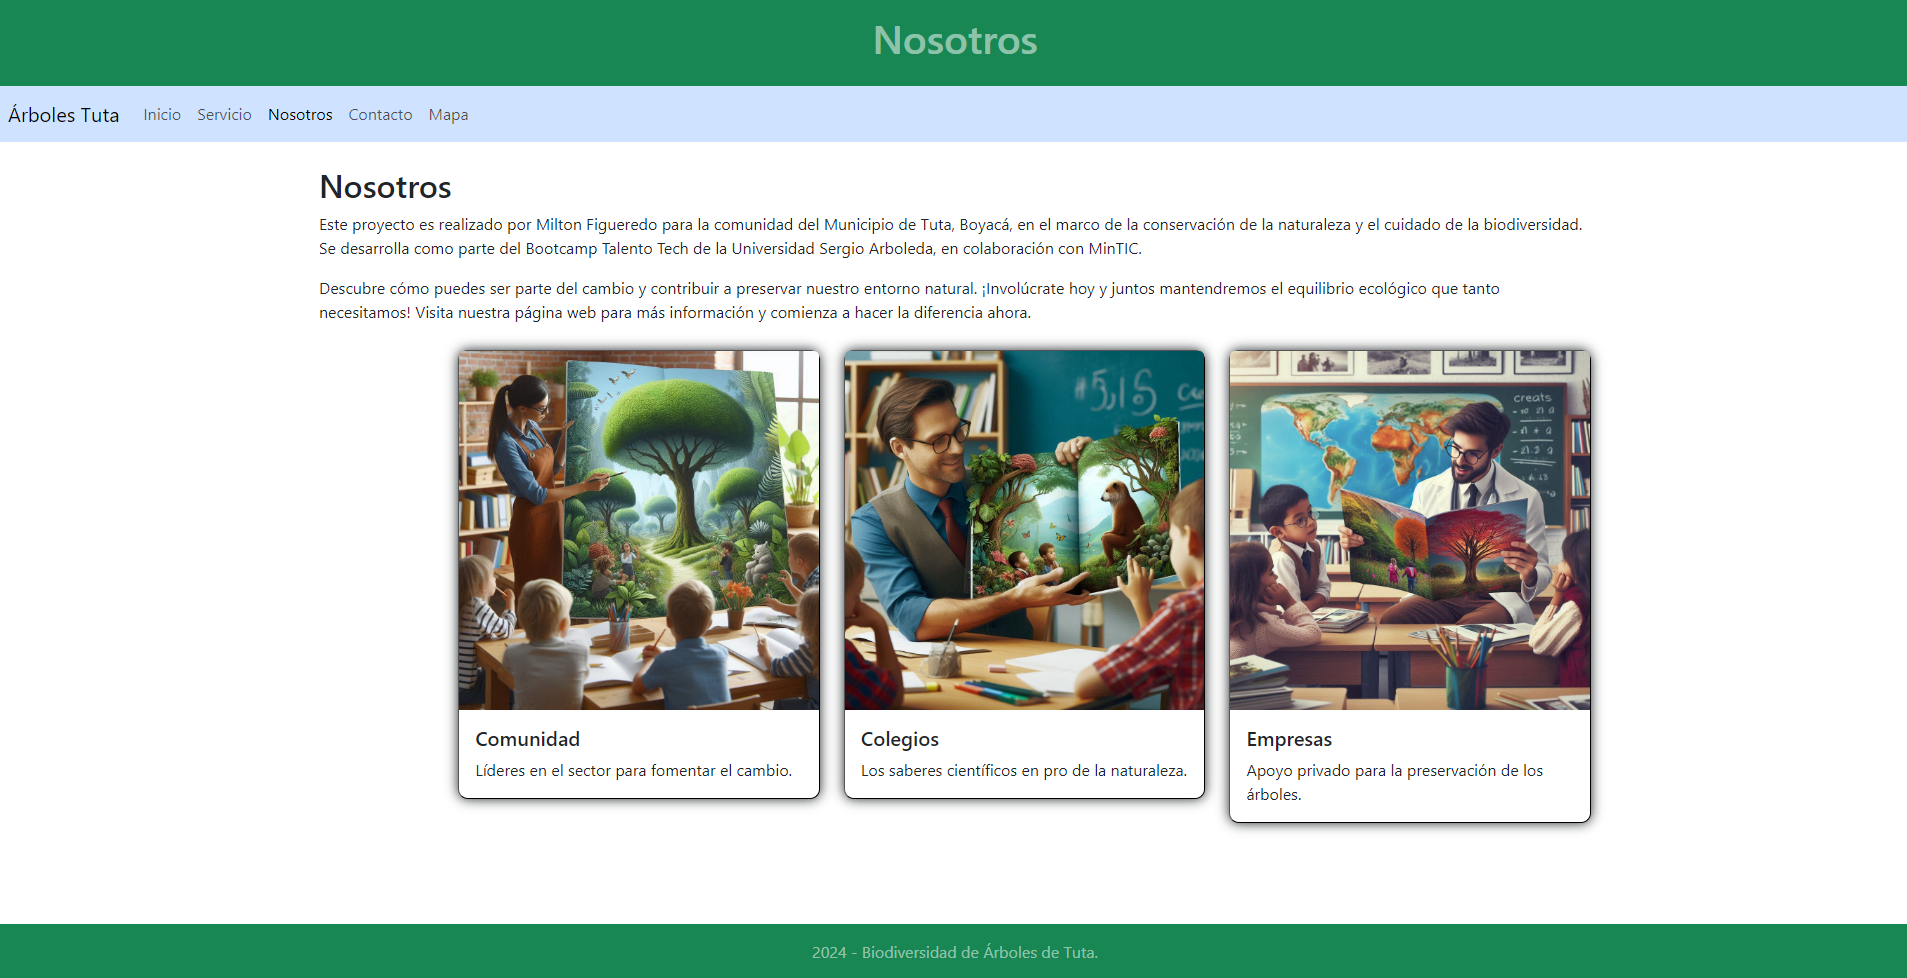 Nosotros
Árboles Tuta Inicio Servicio Nosotros Contacto Mapa
Nosotros
Este proyecto es realizado por Milton Figueredo para la comunidad del Municipio de Tuta, Boyacá, en el marco de la conservación de la naturaleza y el cuidado de la biodiversidad.
Se desarrolla como parte del Bootcamp Talento Tech de la Universidad Sergio Arboleda, en colaboración con MinTIC.
Descubre cómo puedes ser parte del cambio y contribuir a preservar nuestro entorno natural. ¡Involúcrate hoy y juntos mantendremos el equilibrio ecológico que tanto
necesitamos! Visita nuestra página web para más información y comienza a hacer la diferencia ahora.
creats
Comunidad
Líderes en el sector para fomentar el cambio.
Colegios
Los saberes científicos en pro de la naturaleza.
Empresas
Apoyo privado para la preservación de los
árboles.
2024 - Biodiversidad de Árboles de Tuta.